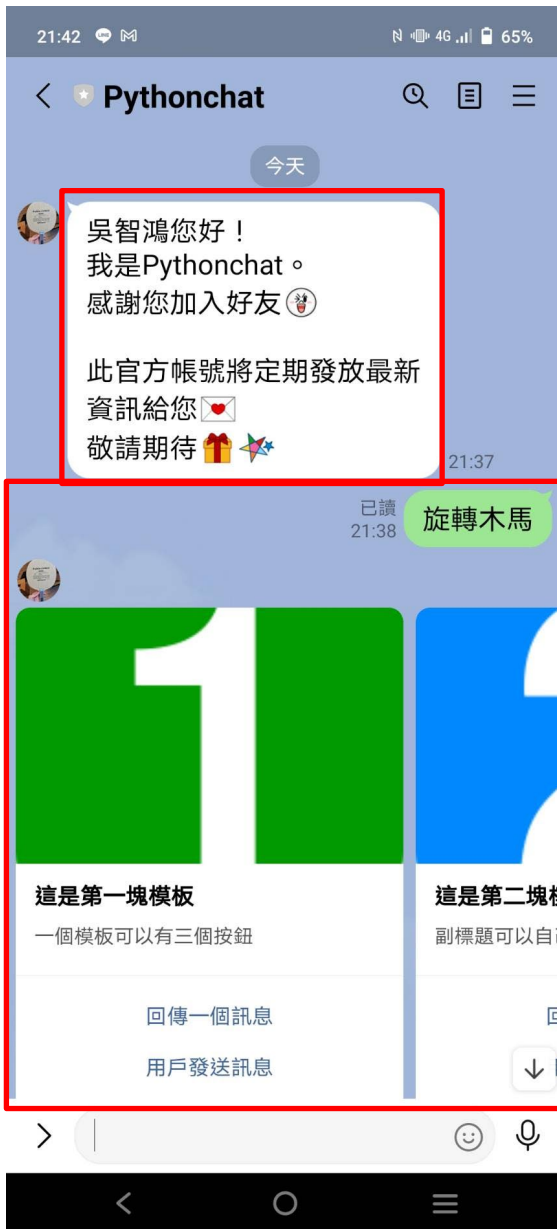 21:42
4G 65%
Pythonchat
今天
吳智鴻您好！
我是Pythonchat。
感謝您加入好友
此官方帳號將定期發放最新
資訊給您
敬請期待
21:37
已讀
21:38
旋轉木馬
1
2
這是第一塊模板
這是第二塊
一個模板可以有三個按鈕
副標題可以自
回傳一個訊息
回
用戶發送訊息